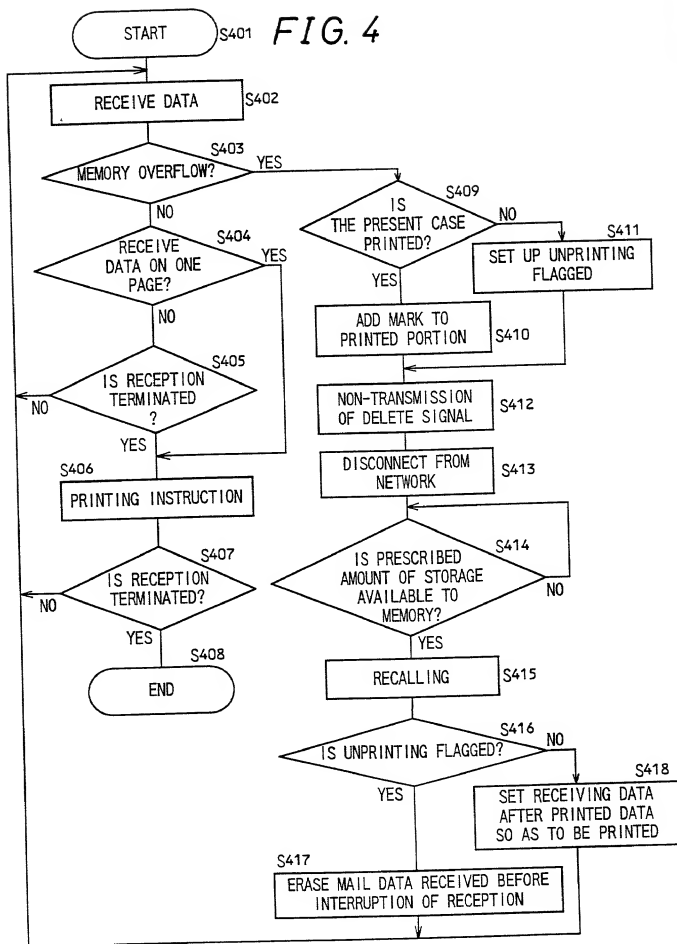 START
S401
FIG. 4
RECEIVE DATA
S402
S403
MEMORY OVERFLOW?
YES
NO
S404
RECEIVE
DATA ON ONE
PAGE?
YES
NO
S405
IS RECEPTION
TERMINATED
?
NO
YES
S406
PRINTING INSTRUCTION
S407
IS RECEPTION
TERMINATED?
NO
YES
S408
END
S409
IS
THE PRESENT CASE
PRINTED?
NO
YES
S411
SET UP UNPRINTING
FLAGGED
ADD MARK TO
PRINTED PORTION
S410
NON-TRANSMISSION
OF DELETE SIGNAL
S412
DISCONNECT FROM
NETWORK
S413
S414
IS PRESCRIBED
AMOUNT OF STORAGE
AVAILABLE TO
MEMORY?
NO
YES
RECALLING
S415
S416
IS UNPRINTING FLAGGED?
NO
YES
S418
SET RECEIVING DATA
AFTER PRINTED DATA
SO AS TO BE PRINTED
S417
ERASE MAIL DATA RECEIVED BEFORE
INTERRUPTION OF RECEPTION